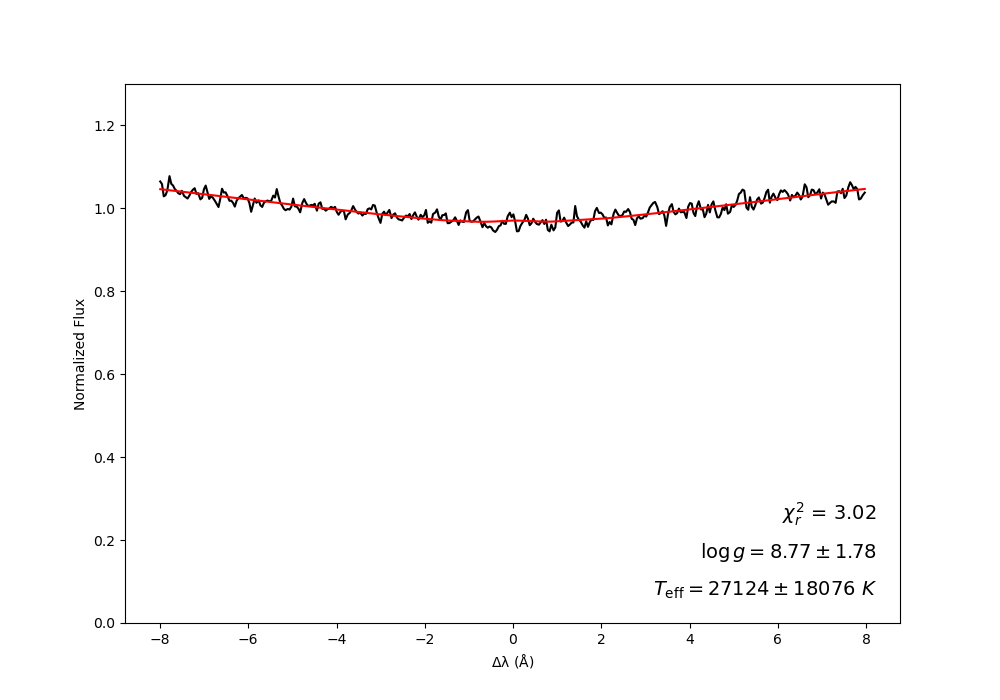 1.2
1.0
0.8
0.6
0.4
0.2
0.0
Normalized Flux
χ²ᵣ = 3.02
log g = 8.77 ± 1.78
T_eff = 27124 ± 18076 K
−8 −6 −4 −2 0 2 4 6 8
Δλ (Å)